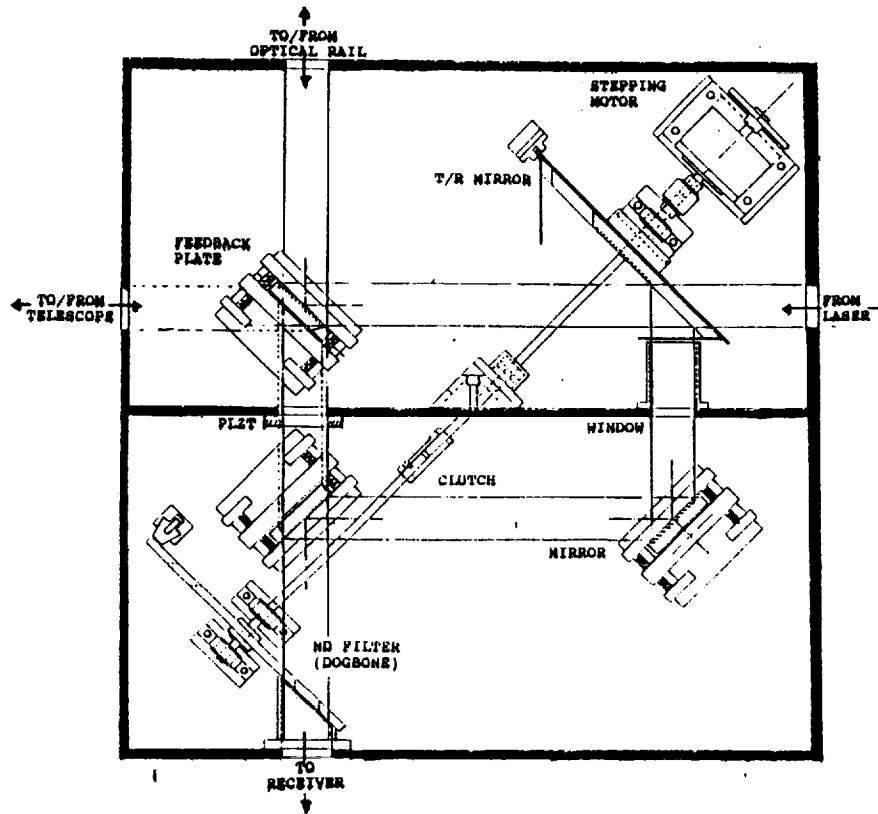 TO/FROM
OPTICAL RAIL
STEPPING
MOTOR
T/R MIRROR
FEEDBACK
PLATE
TO/FROM
TELESCOPE
FROM
LASER
PLZT
WINDOW
CLUTCH
MIRROR
ND FILTER
(DOGBONE)
TO
RECEIVER